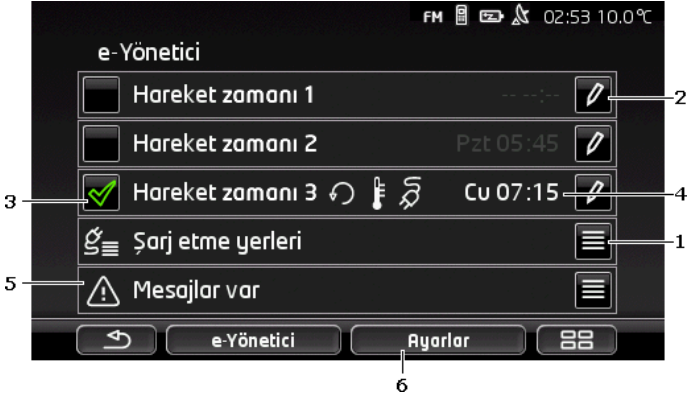 FM 02:53 10.0°C
e-Yönetici
Hareket zamanı 1 -- --:--
2
Hareket zamanı 2 Pzt 05:45
3
Hareket zamanı 3 Cu 07:15
4
Şarj etme yerleri
1
5
Mesajlar var
e-Yönetici Ayarlar
6